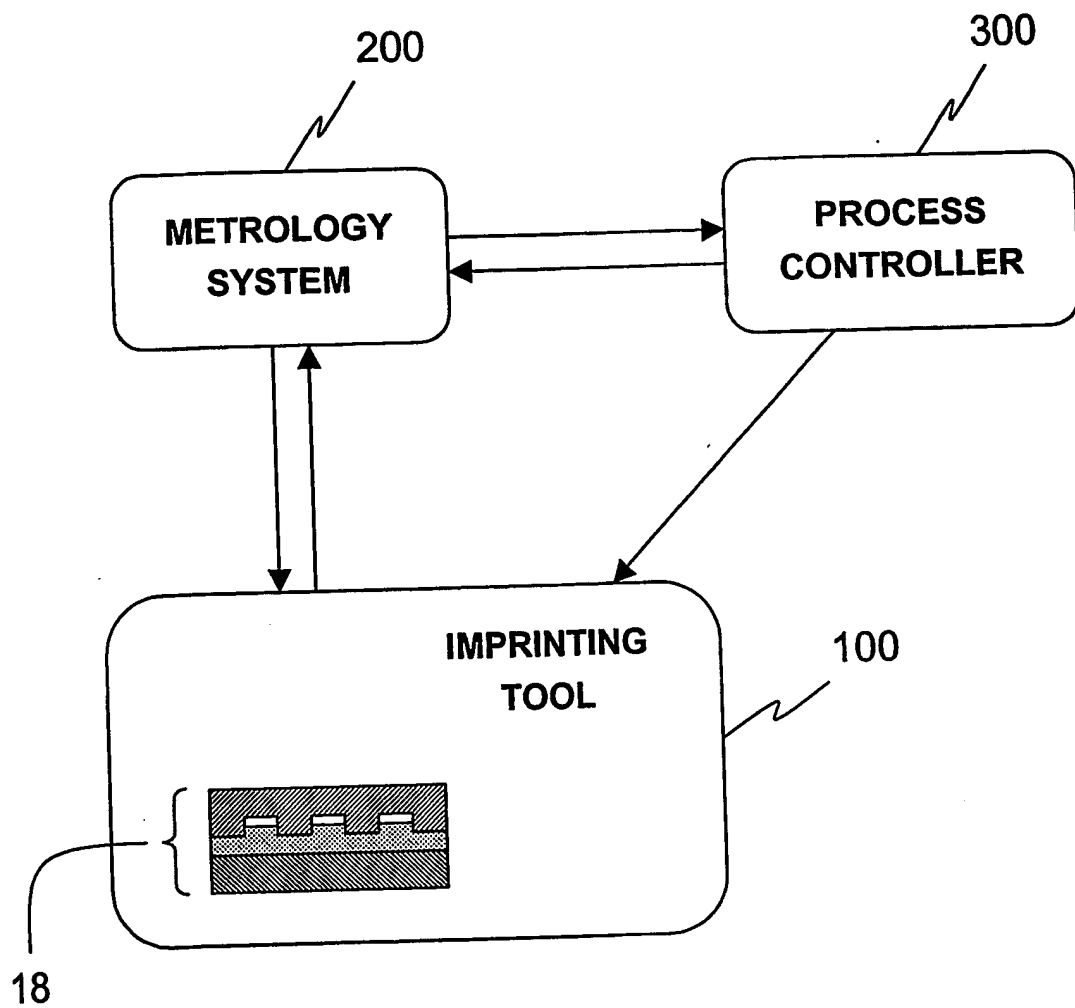 200
300
METROLOGY
SYSTEM
PROCESS
CONTROLLER
IMPRINTING
TOOL
100
18